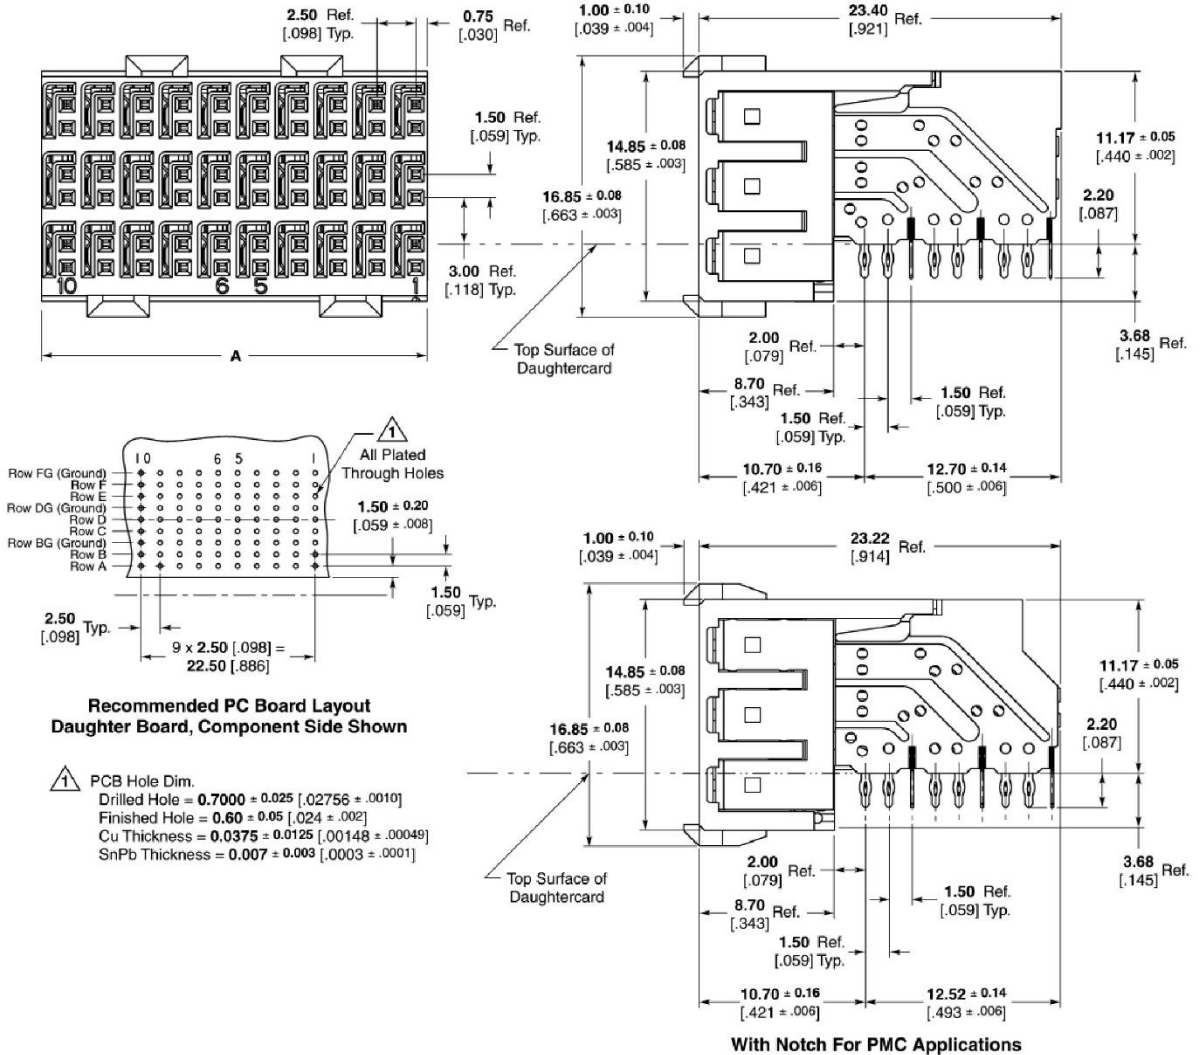 2.50 Ref.
[.098] Typ.
0.75
[.030] Ref.
1.50 Ref.
[.059] Typ.
3.00 Ref.
[.118] Typ.
10 6 5 1
A
1.00 ± 0.10
[.039 ± .004]
23.40
[.921] Ref.
14.85 ± 0.08
[.585 ± .003]
16.85 ± 0.08
[.663 ± .003]
11.17 ± 0.05
[.440 ± .002]
2.20
[.087]
Top Surface of
Daughtercard
2.00
[.079] Ref.
3.68
[.145] Ref.
8.70
[.343] Ref.
1.50 Ref.
[.059] Typ.
1.50 Ref.
[.059] Typ.
10.70 ± 0.16
[.421 ± .006]
12.70 ± 0.14
[.500 ± .006]
1
All Plated
Through Holes
10 6 5 1
Row FG (Ground)
Row F
Row E
Row DG (Ground)
Row D
Row C
Row BG (Ground)
Row B
Row A
1.50 ± 0.20
[.059 ± .008]
1.50
[.059] Typ.
2.50
[.098] Typ.
9 x 2.50 [.098] =
22.50 [.886]
Recommended PC Board Layout
Daughter Board, Component Side Shown
1 PCB Hole Dim.
Drilled Hole = 0.7000 ± 0.025 [.02756 ± .0010]
Finished Hole = 0.60 ± 0.05 [.024 ± .002]
Cu Thickness = 0.0375 ± 0.0125 [.00148 ± .00049]
SnPb Thickness = 0.007 ± 0.003 [.0003 ± .0001]
1.00 ± 0.10
[.039 ± .004]
23.22
[.914] Ref.
14.85 ± 0.08
[.585 ± .003]
16.85 ± 0.08
[.663 ± .003]
11.17 ± 0.05
[.440 ± .002]
2.20
[.087]
Top Surface of
Daughtercard
2.00
[.079] Ref.
3.68
[.145] Ref.
8.70
[.343] Ref.
1.50 Ref.
[.059] Typ.
1.50 Ref.
[.059] Typ.
10.70 ± 0.16
[.421 ± .006]
12.52 ± 0.14
[.493 ± .006]
With Notch For PMC Applications